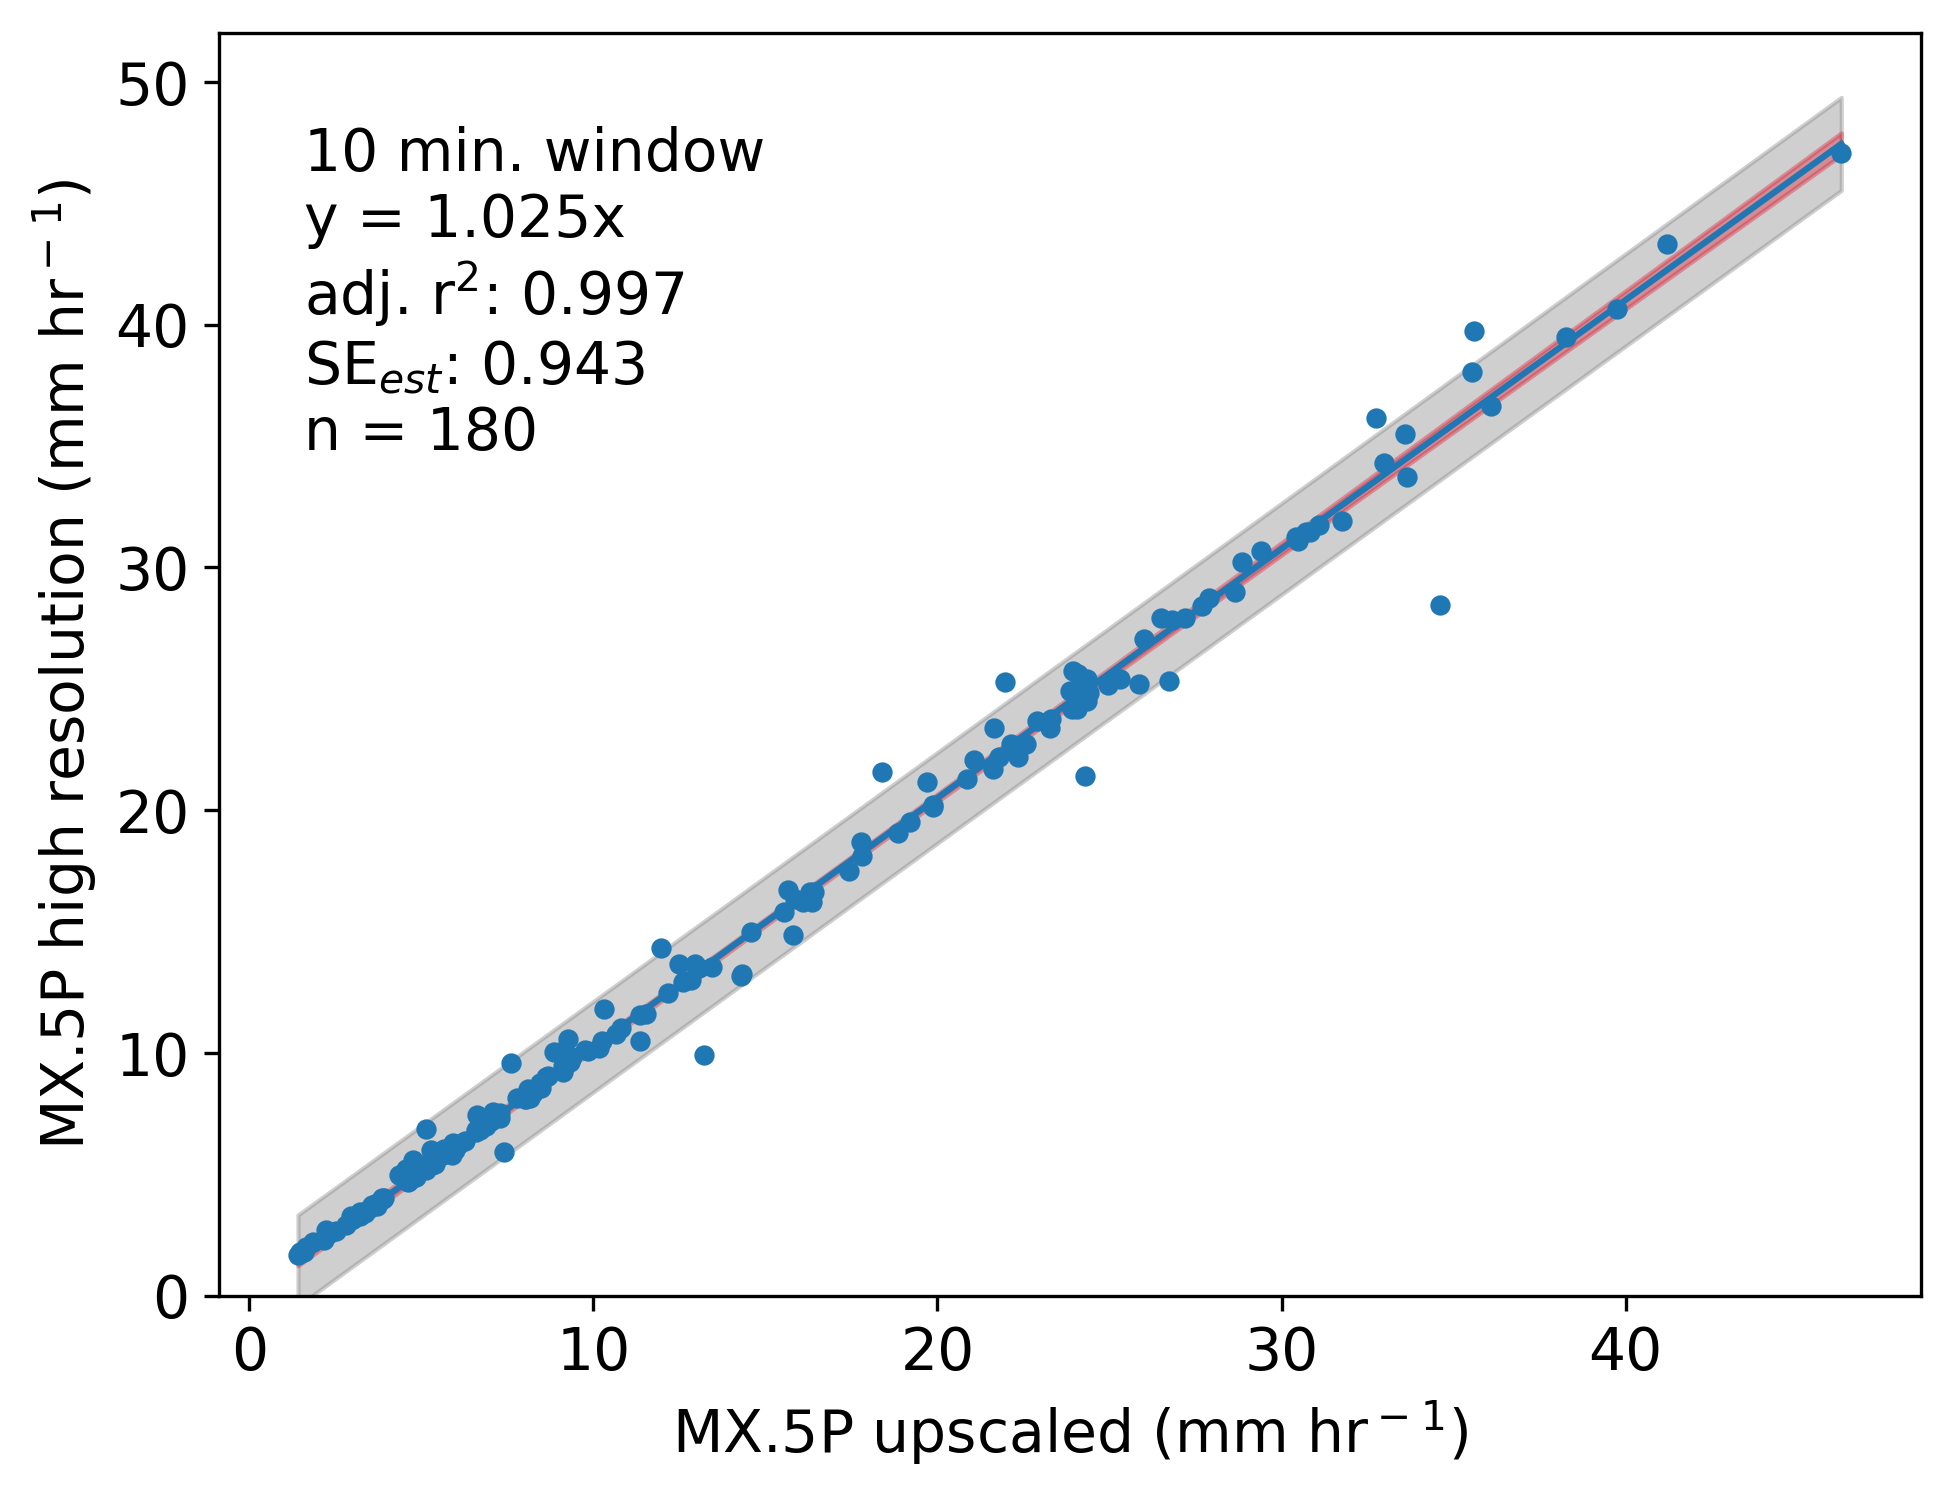 10 min. window
y = 1.025x
adj. r²: 0.997
SEest: 0.943
n = 180
MX.5P high resolution (mm hr⁻¹)
50
40
30
20
10
0
0 10 20 30 40
MX.5P upscaled (mm hr⁻¹)